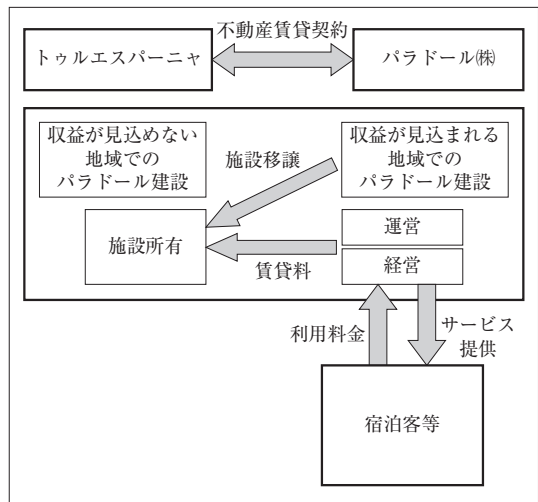 不動産賃貸契約
トゥルエスパーニャ
パラドール㈱
収益が見込めない
地域での
パラドール建設
施設移譲
収益が見込まれる
地域での
パラドール建設
施設所有
賃貸料
運営
経営
利用料金
サービス
提供
宿泊客等